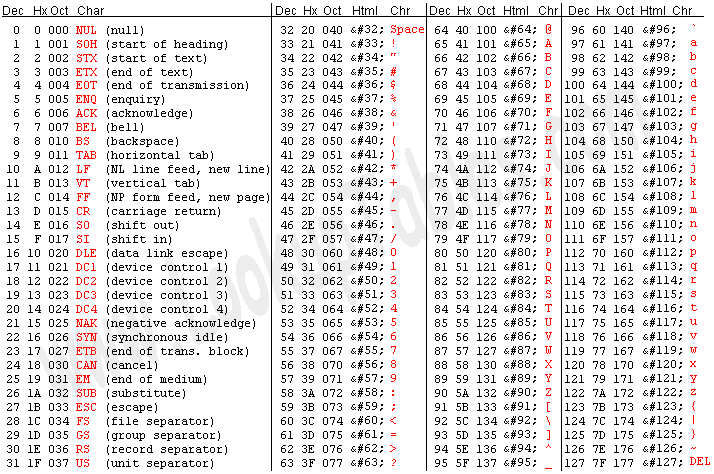 Dec Hx Oct Char Dec Hx Oct Html Chr Dec Hx Oct Html Chr Dec Hx Oct Html Chr
0 0 000 NUL (null) 32 20 040 &#32; Space 64 40 100 &#64; @ 96 60 140 &#96; `
1 1 001 SOH (start of heading) 33 21 041 &#33; ! 65 41 101 &#65; A 97 61 141 &#97; a
2 2 002 STX (start of text) 34 22 042 &#34; " 66 42 102 &#66; B 98 62 142 &#98; b
3 3 003 ETX (end of text) 35 23 043 &#35; # 67 43 103 &#67; C 99 63 143 &#99; c
4 4 004 EOT (end of transmission) 36 24 044 &#36; $ 68 44 104 &#68; D 100 64 144 &#100; d
5 5 005 ENQ (enquiry) 37 25 045 &#37; % 69 45 105 &#69; E 101 65 145 &#101; e
6 6 006 ACK (acknowledge) 38 26 046 &#38; & 70 46 106 &#70; F 102 66 146 &#102; f
7 7 007 BEL (bell) 39 27 047 &#39; ' 71 47 107 &#71; G 103 67 147 &#103; g
8 8 010 BS (backspace) 40 28 050 &#40; ( 72 48 110 &#72; H 104 68 150 &#104; h
9 9 011 TAB (horizontal tab) 41 29 051 &#41; ) 73 49 111 &#73; I 105 69 151 &#105; i
10 A 012 LF (NL line feed, new line) 42 2A 052 &#42; * 74 4A 112 &#74; J 106 6A 152 &#106; j
11 B 013 VT (vertical tab) 43 2B 053 &#43; + 75 4B 113 &#75; K 107 6B 153 &#107; k
12 C 014 FF (NP form feed, new page) 44 2C 054 &#44; , 76 4C 114 &#76; L 108 6C 154 &#108; l
13 D 015 CR (carriage return) 45 2D 055 &#45; - 77 4D 115 &#77; M 109 6D 155 &#109; m
14 E 016 SO (shift out) 46 2E 056 &#46; . 78 4E 116 &#78; N 110 6E 156 &#110; n
15 F 017 SI (shift in) 47 2F 057 &#47; / 79 4F 117 &#79; O 111 6F 157 &#111; o
16 10 020 DLE (data link escape) 48 30 060 &#48; 0 80 50 120 &#80; P 112 70 160 &#112; p
17 11 021 DC1 (device control 1) 49 31 061 &#49; 1 81 51 121 &#81; Q 113 71 161 &#113; q
18 12 022 DC2 (device control 2) 50 32 062 &#50; 2 82 52 122 &#82; R 114 72 162 &#114; r
19 13 023 DC3 (device control 3) 51 33 063 &#51; 3 83 53 123 &#83; S 115 73 163 &#115; s
20 14 024 DC4 (device control 4) 52 34 064 &#52; 4 84 54 124 &#84; T 116 74 164 &#116; t
21 15 025 NAK (negative acknowledge) 53 35 065 &#53; 5 85 55 125 &#85; U 117 75 165 &#117; u
22 16 026 SYN (synchronous idle) 54 36 066 &#54; 6 86 56 126 &#86; V 118 76 166 &#118; v
23 17 027 ETB (end of trans. block) 55 37 067 &#55; 7 87 57 127 &#87; W 119 77 167 &#119; w
24 18 030 CAN (cancel) 56 38 070 &#56; 8 88 58 130 &#88; X 120 78 170 &#120; x
25 19 031 EM (end of medium) 57 39 071 &#57; 9 89 59 131 &#89; Y 121 79 171 &#121; y
26 1A 032 SUB (substitute) 58 3A 072 &#58; : 90 5A 132 &#90; Z 122 7A 172 &#122; z
27 1B 033 ESC (escape) 59 3B 073 &#59; ; 91 5B 133 &#91; [ 123 7B 173 &#123; {
28 1C 034 FS (file separator) 60 3C 074 &#60; < 92 5C 134 &#92; \ 124 7C 174 &#124; |
29 1D 035 GS (group separator) 61 3D 075 &#61; = 93 5D 135 &#93; ] 125 7D 175 &#125; }
30 1E 036 RS (record separator) 62 3E 076 &#62; > 94 5E 136 &#94; ^ 126 7E 176 &#126; ~
31 1F 037 US (unit separator) 63 3F 077 &#63; ? 95 5F 137 &#95; _ 127 7F 177 &#127; DEL